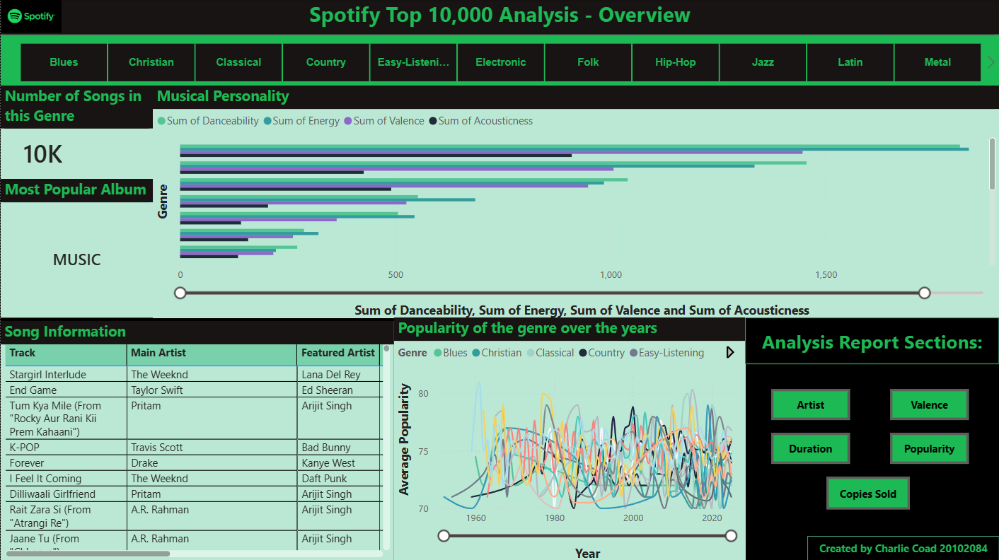 Spotify
Spotify Top 10,000 Analysis - Overview
Blues
Christian
Classical
Country
Easy-Listeni...
Electronic
Folk
Hip-Hop
Jazz
Latin
Metal
Number of Songs in
this Genre
10K
Most Popular Album
MUSIC
Musical Personality
Sum of Danceability Sum of Energy Sum of Valence Sum of Acousticness
Genre
0 500 1,000 1,500
Sum of Danceability, Sum of Energy, Sum of Valence and Sum of Acousticness
Song Information
Track Main Artist Featured Artist
Stargirl Interlude The Weeknd Lana Del Rey
End Game Taylor Swift Ed Sheeran
Tum Kya Mile (From Pritam Arijit Singh
"Rocky Aur Rani Kii
Prem Kahaani")
K-POP Travis Scott Bad Bunny
Forever Drake Kanye West
I Feel It Coming The Weeknd Daft Punk
Dilliwaali Girlfriend Pritam Arijit Singh
Rait Zara Si (From A.R. Rahman Arijit Singh
"Atrangi Re")
Jaane Tu (From A.R. Rahman Arijit Singh
Popularity of the genre over the years
Genre Blues Christian Classical Country Easy-Listening
Average Popularity
80
75
70
1960 1980 2000 2020
Year
Analysis Report Sections:
Artist
Valence
Duration
Popularity
Copies Sold
Created by Charlie Coad 20102084